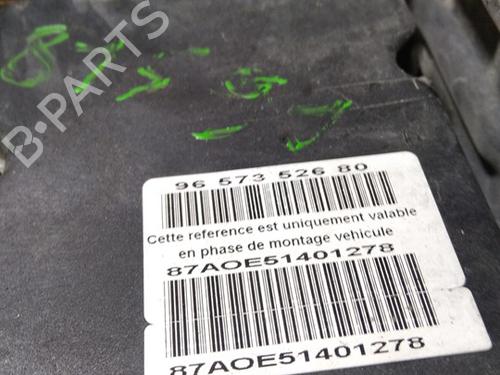 B-PARTS
96 573 526 80
Cette reference est uniquement valable
en phase de montage vehicule
87AOE51401278
87AOE51401278